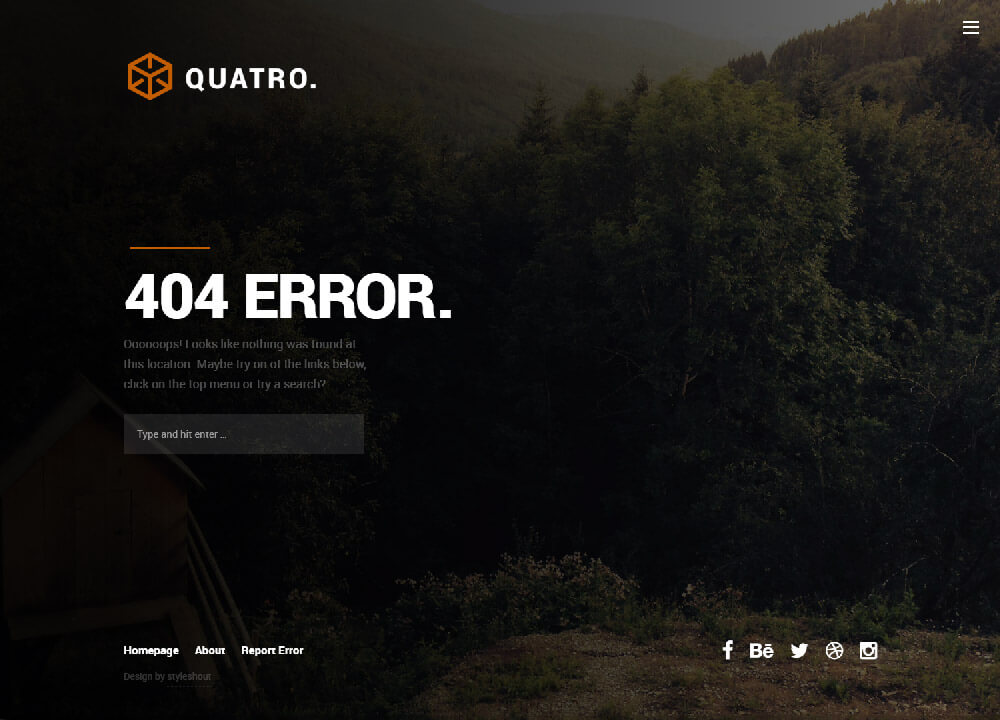 QUATRO.
404 ERROR.
Oooooops! Looks like nothing was found at
this location. Maybe try on of the links below,
click on the top menu or try a search?
Type and hit enter ...
Homepage About Report Error
Bē
Design by styleshout